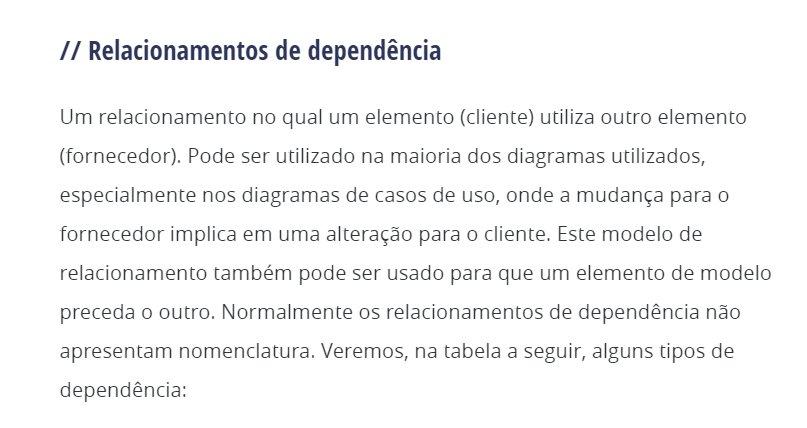 // Relacionamentos de dependência
Um relacionamento no qual um elemento (cliente) utiliza outro elemento
(fornecedor). Pode ser utilizado na maioria dos diagramas utilizados,
especialmente nos diagramas de casos de uso, onde a mudança para o
fornecedor implica em uma alteração para o cliente. Este modelo de
relacionamento também pode ser usado para que um elemento de modelo
preceda o outro. Normalmente os relacionamentos de dependência não
apresentam nomenclatura. Veremos, na tabela a seguir, alguns tipos de
dependência: